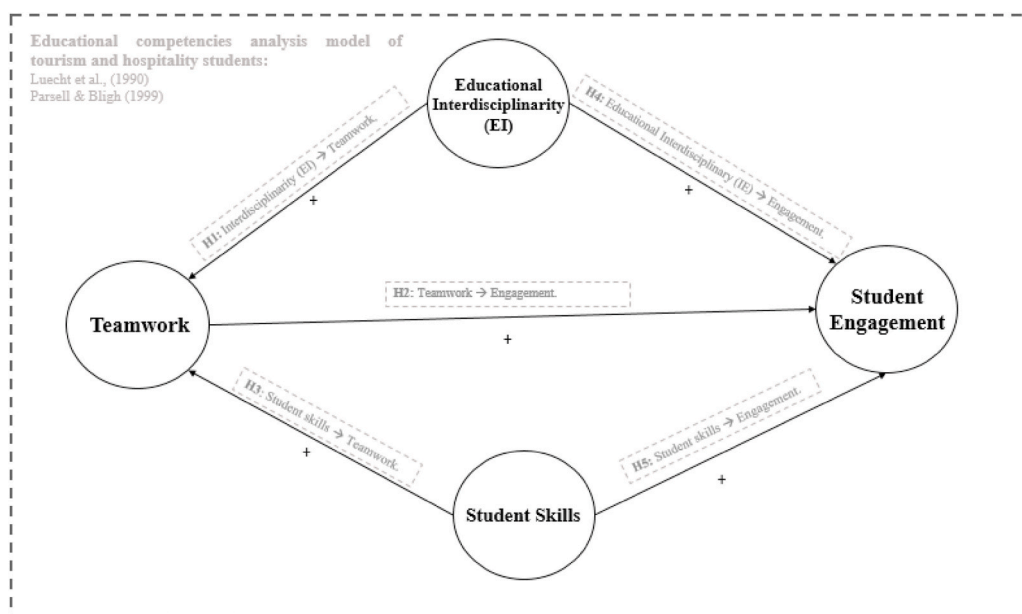 Educational competencies analysis model of
tourism and hospitality students:
Luecht et al., (1990)
Parsell & Bligh (1999)
Educational
Interdisciplinarity
(EI)
H1: Interdisciplinarity (EI) → Teamwork.
+
H4: Educational Interdisciplinary (IE) → Engagement.
+
H2: Teamwork → Engagement.
+
Teamwork
Student
Engagement
H3: Student skills → Teamwork.
+
H5: Student skills → Engagement.
+
Student Skills